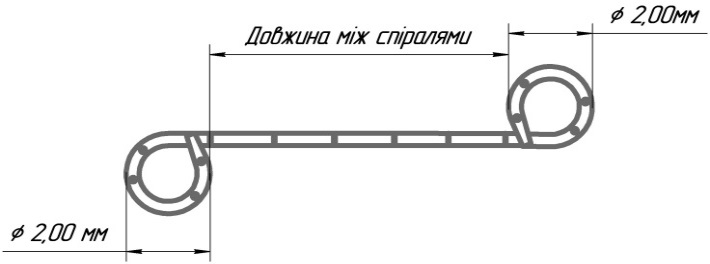 Довжина між спіралями
ϕ 2,00мм
ϕ 2,00 мм